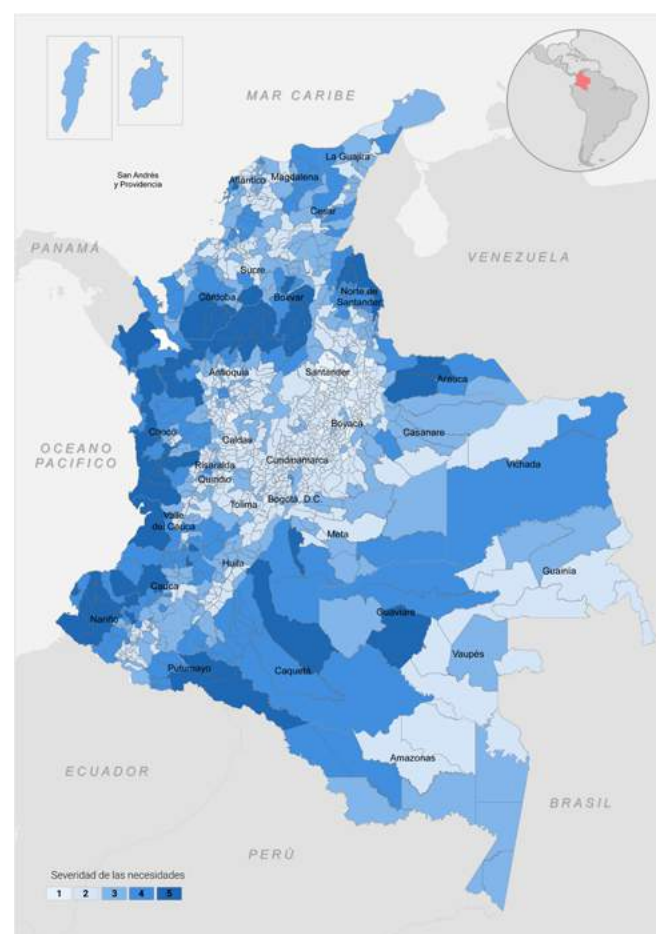 MAR CARIBE
San Andrés
y Providencia
La Guajira
Atlántico
Magdalena
Cesar
PANAMÁ
VENEZUELA
Sucre
Córdoba
Bolívar
Norte de
Santander
Antioquia
Santander
Arauca
Chocó
Boyacá
Casanare
OCEANO
PACIFICO
Caldas
Cundinamarca
Risaralda
Quindío
Vichada
Tolima
Bogotá, D.C.
Valle
del Cauca
Meta
Huila
Guainía
Cauca
Nariño
Guaviare
Vaupés
Putumayo
Caquetá
Amazonas
ECUADOR
BRASIL
PERÚ
Severidad de las necesidades
1 2 3 4 5